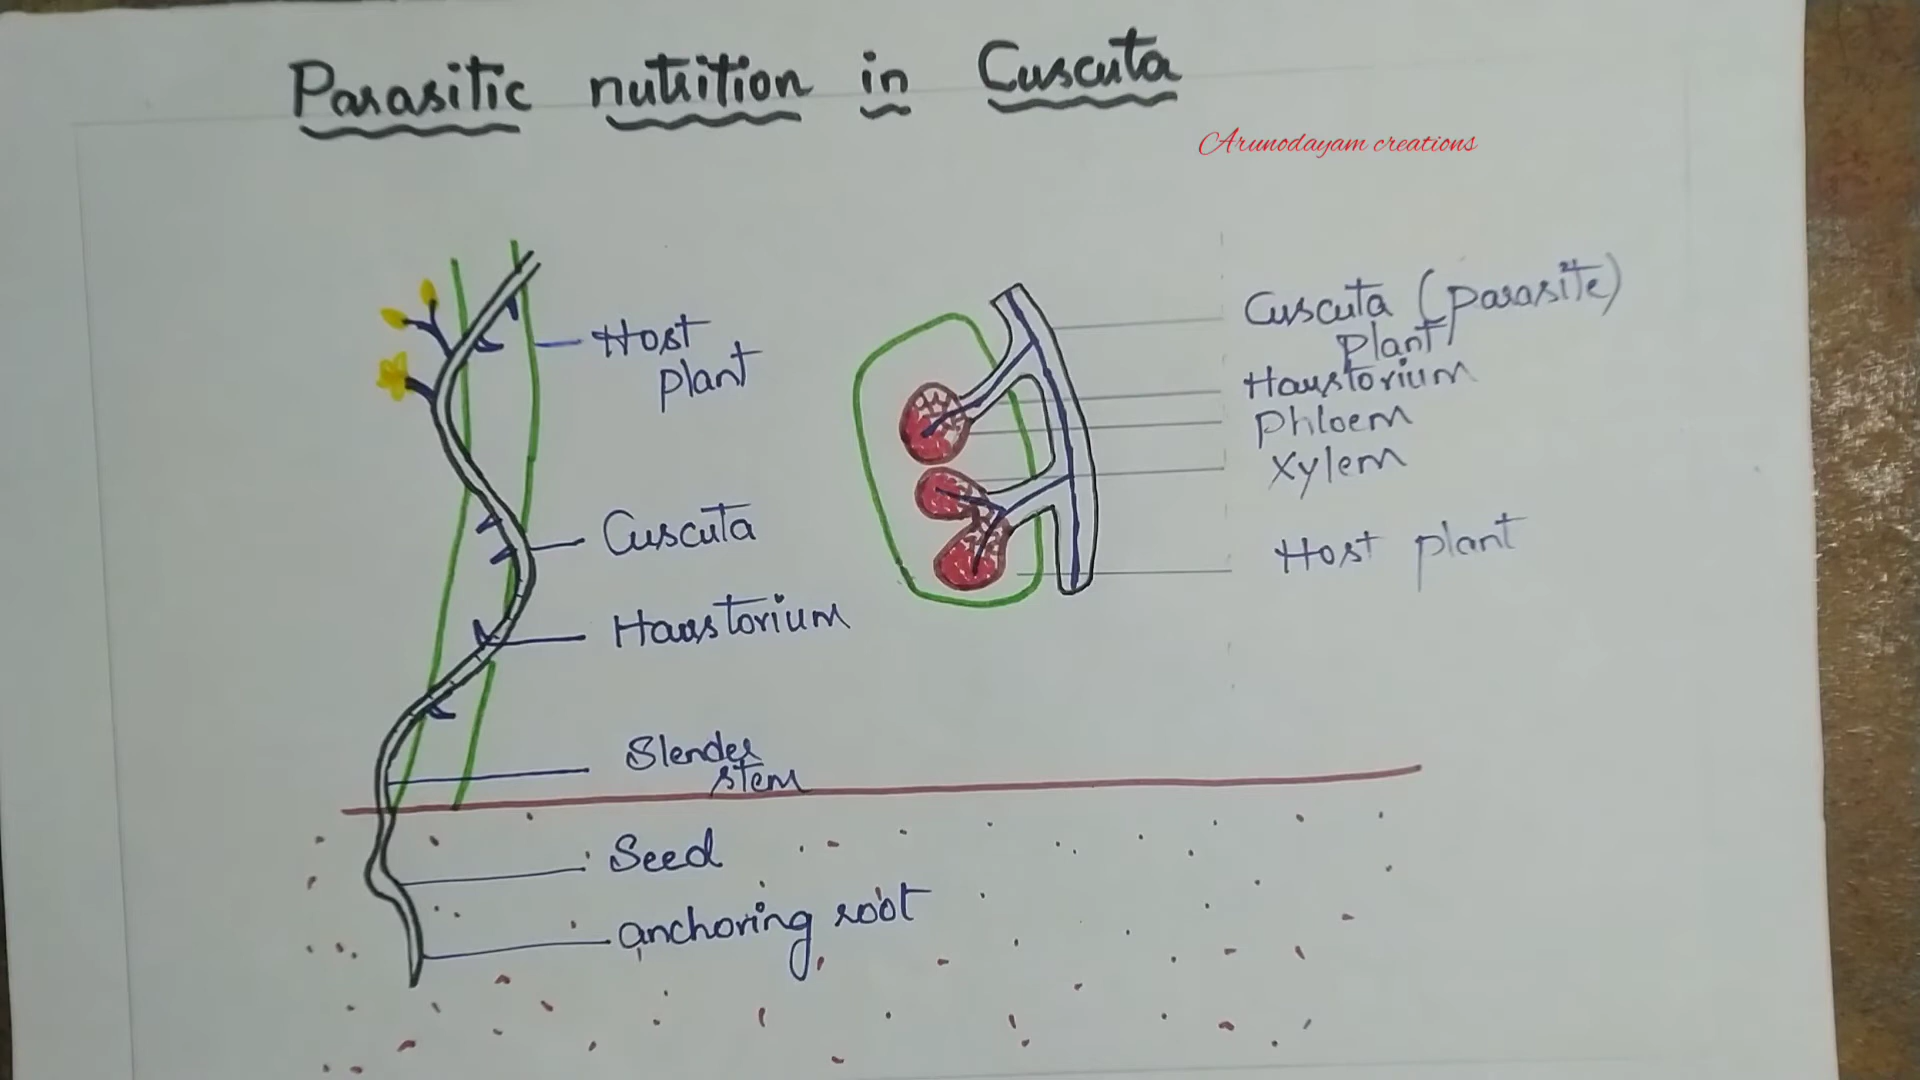 Parasitic nutrition in Cuscuta
Arunodayam creations
Host
plant
Cuscuta
Haustorium
Slender
stem
Seed
anchoring root
Cuscuta (parasite)
plant
Haustorium
Phloem
Xylem
Host plant